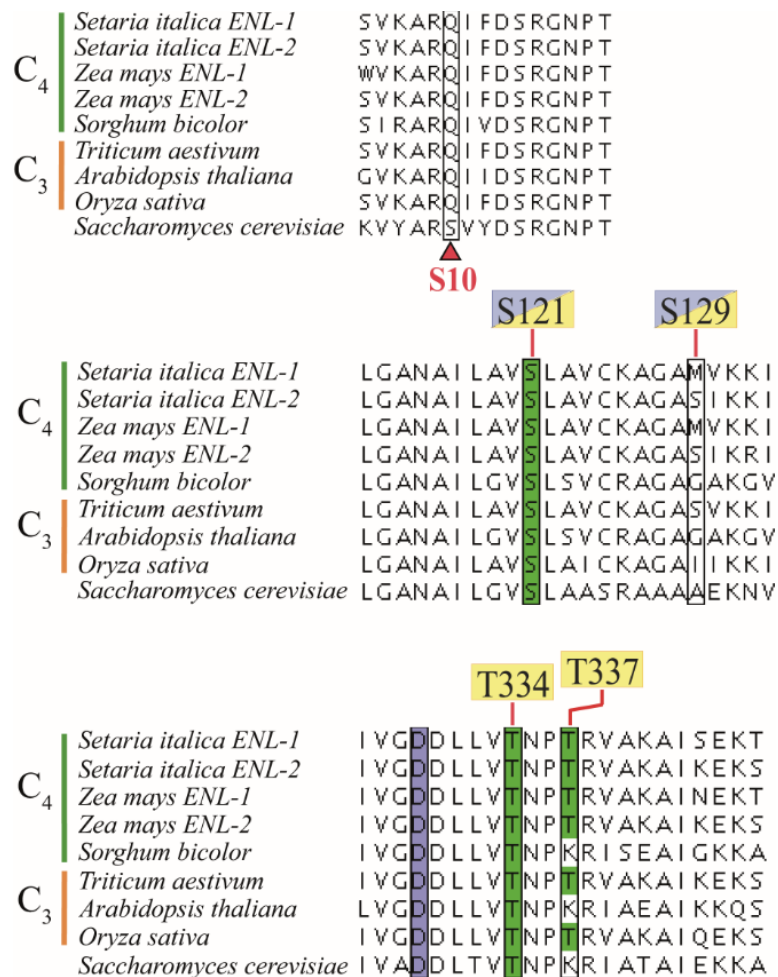 Setaria italica ENL-1 SVKARQIFDSRGNPT
Setaria italica ENL-2 SVKARQIFDSRGNPT
C4
Zea mays ENL-1 WVKARQIFDSRGNPT
Zea mays ENL-2 SVKARQIFDSRGNPT
Sorghum bicolor SIRARQIVDSRGNPT
Triticum aestivum SVKARQIFDSRGNPT
C3
Arabidopsis thaliana GVKARQIIDSRGNPT
Oryza sativa SVKARQIFDSRGNPT
Saccharomyces cerevisiae KVYARSVYDSRGNPT
S10
S121 S129
Setaria italica ENL-1 LGANAILAVSLAVCKAGAMVKKI
Setaria italica ENL-2 LGANAILAVSLAVCKAGASIKKI
C4
Zea mays ENL-1 LGANAILAVSLAVCKAGAMVKKI
Zea mays ENL-2 LGANAILAVSLAVCKAGASIKRI
Sorghum bicolor LGANAILGVSLSVCRAGAGAKGV
Triticum aestivum LGANAILAVSLAVCKAGASVKKI
C3
Arabidopsis thaliana LGANAILGVSLSVCRAGAGAKGV
Oryza sativa LGANAILAVSLAICKAGAIIKKI
Saccharomyces cerevisiae LGANAILGVSLAASRAAAAEKNV
T334 T337
Setaria italica ENL-1 IVGDDLLVTNPTRVAKAISEKT
Setaria italica ENL-2 IVGDDLLVTNPTRVAKAIKEKS
C4
Zea mays ENL-1 IVGDDLLVTNPTRVAKAINEKT
Zea mays ENL-2 IVGDDLLVTNPTRVAKAIKEKS
Sorghum bicolor IVGDDLLVTNPKRISEAIGKKA
Triticum aestivum IVGDDLLVTNPTRVAKAIKEKS
C3
Arabidopsis thaliana LVGDDLLVTNPKRIAEAIKKQS
Oryza sativa IVGDDLLVTNPTRVAKAIQEKS
Saccharomyces cerevisiae IVADDLTVTNPKRIATAIEKKA